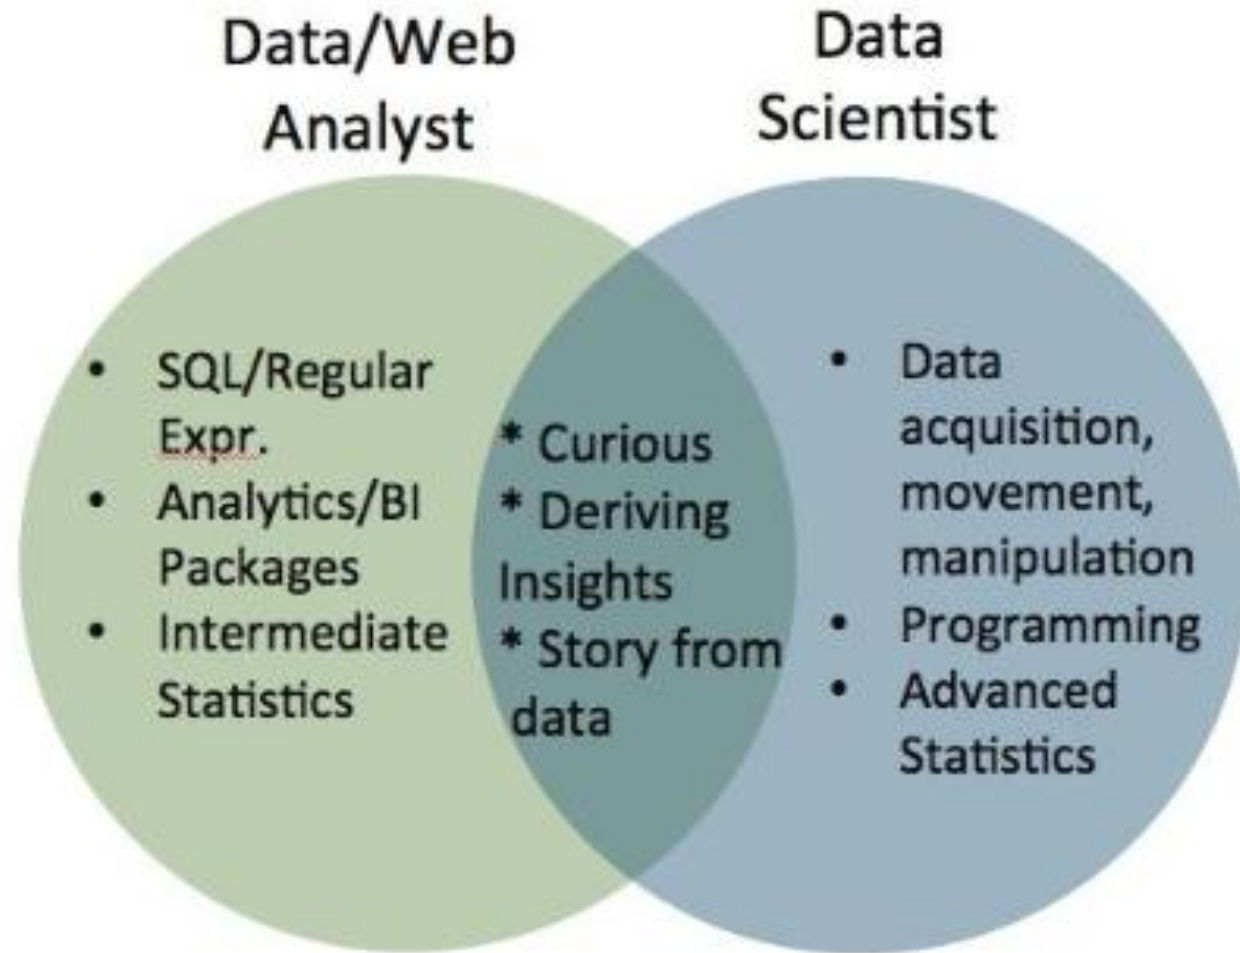 Data/Web
Analyst
Data
Scientist
• SQL/Regular
Expr.
• Analytics/BI
Packages
• Intermediate
Statistics
* Curious
* Deriving
Insights
* Story from
data
• Data
acquisition,
movement,
manipulation
• Programming
• Advanced
Statistics